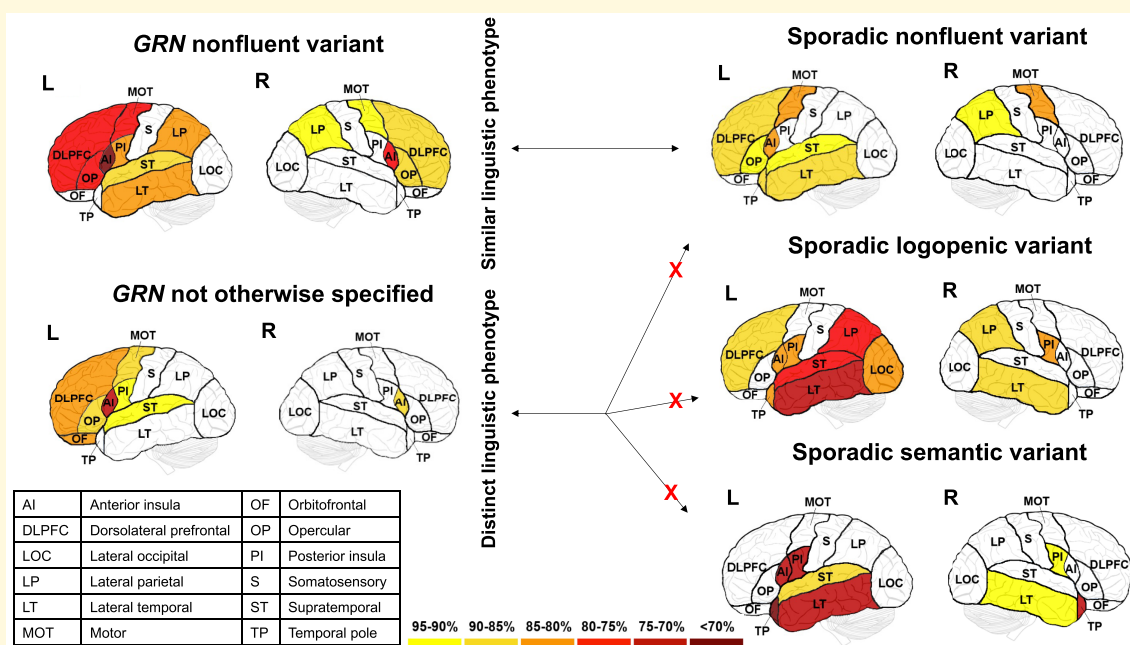 GRN nonfluent variant
L
R
MOT
MOT
S
LP
PI
DLPFC
AI
ST
OP
LOC
LT
OF
TP
LP
S
PI
DLPFC
AI
ST
OP
LOC
LT
OF
TP
Similar linguistic phenotype
Sporadic nonfluent variant
L
R
MOT
MOT
S
LP
PI
DLPFC
AI
ST
OP
LOC
LT
OF
TP
LP
S
PI
AI
DLPFC
ST
OP
LOC
LT
OF
TP
GRN not otherwise specified
L
R
MOT
MOT
S
LP
PI
DLPFC
AI
ST
OP
LOC
OF
LT
TP
LP
S
PI
DLPFC
AI
ST
OP
LOC
LT
OF
TP
Distinct linguistic phenotype
X
X
X
Sporadic logopenic variant
L
R
MOT
MOT
S
LP
PI
DLPFC
AI
ST
OP
LOC
LT
OF
TP
LP
S
PI
AI
DLPFC
ST
OP
LOC
LT
OF
TP
Sporadic semantic variant
L
R
MOT
MOT
S
LP
PI
DLPFC
AI
ST
OP
LOC
LT
OF
TP
LP
S
PI
AI
DLPFC
ST
OP
LOC
LT
OF
TP
AI Anterior insula OF Orbitofrontal
DLPFC Dorsolateral prefrontal OP Opercular
LOC Lateral occipital PI Posterior insula
LP Lateral parietal S Somatosensory
LT Lateral temporal ST Supratemporal
MOT Motor TP Temporal pole
95-90% 90-85% 85-80% 80-75% 75-70% <70%